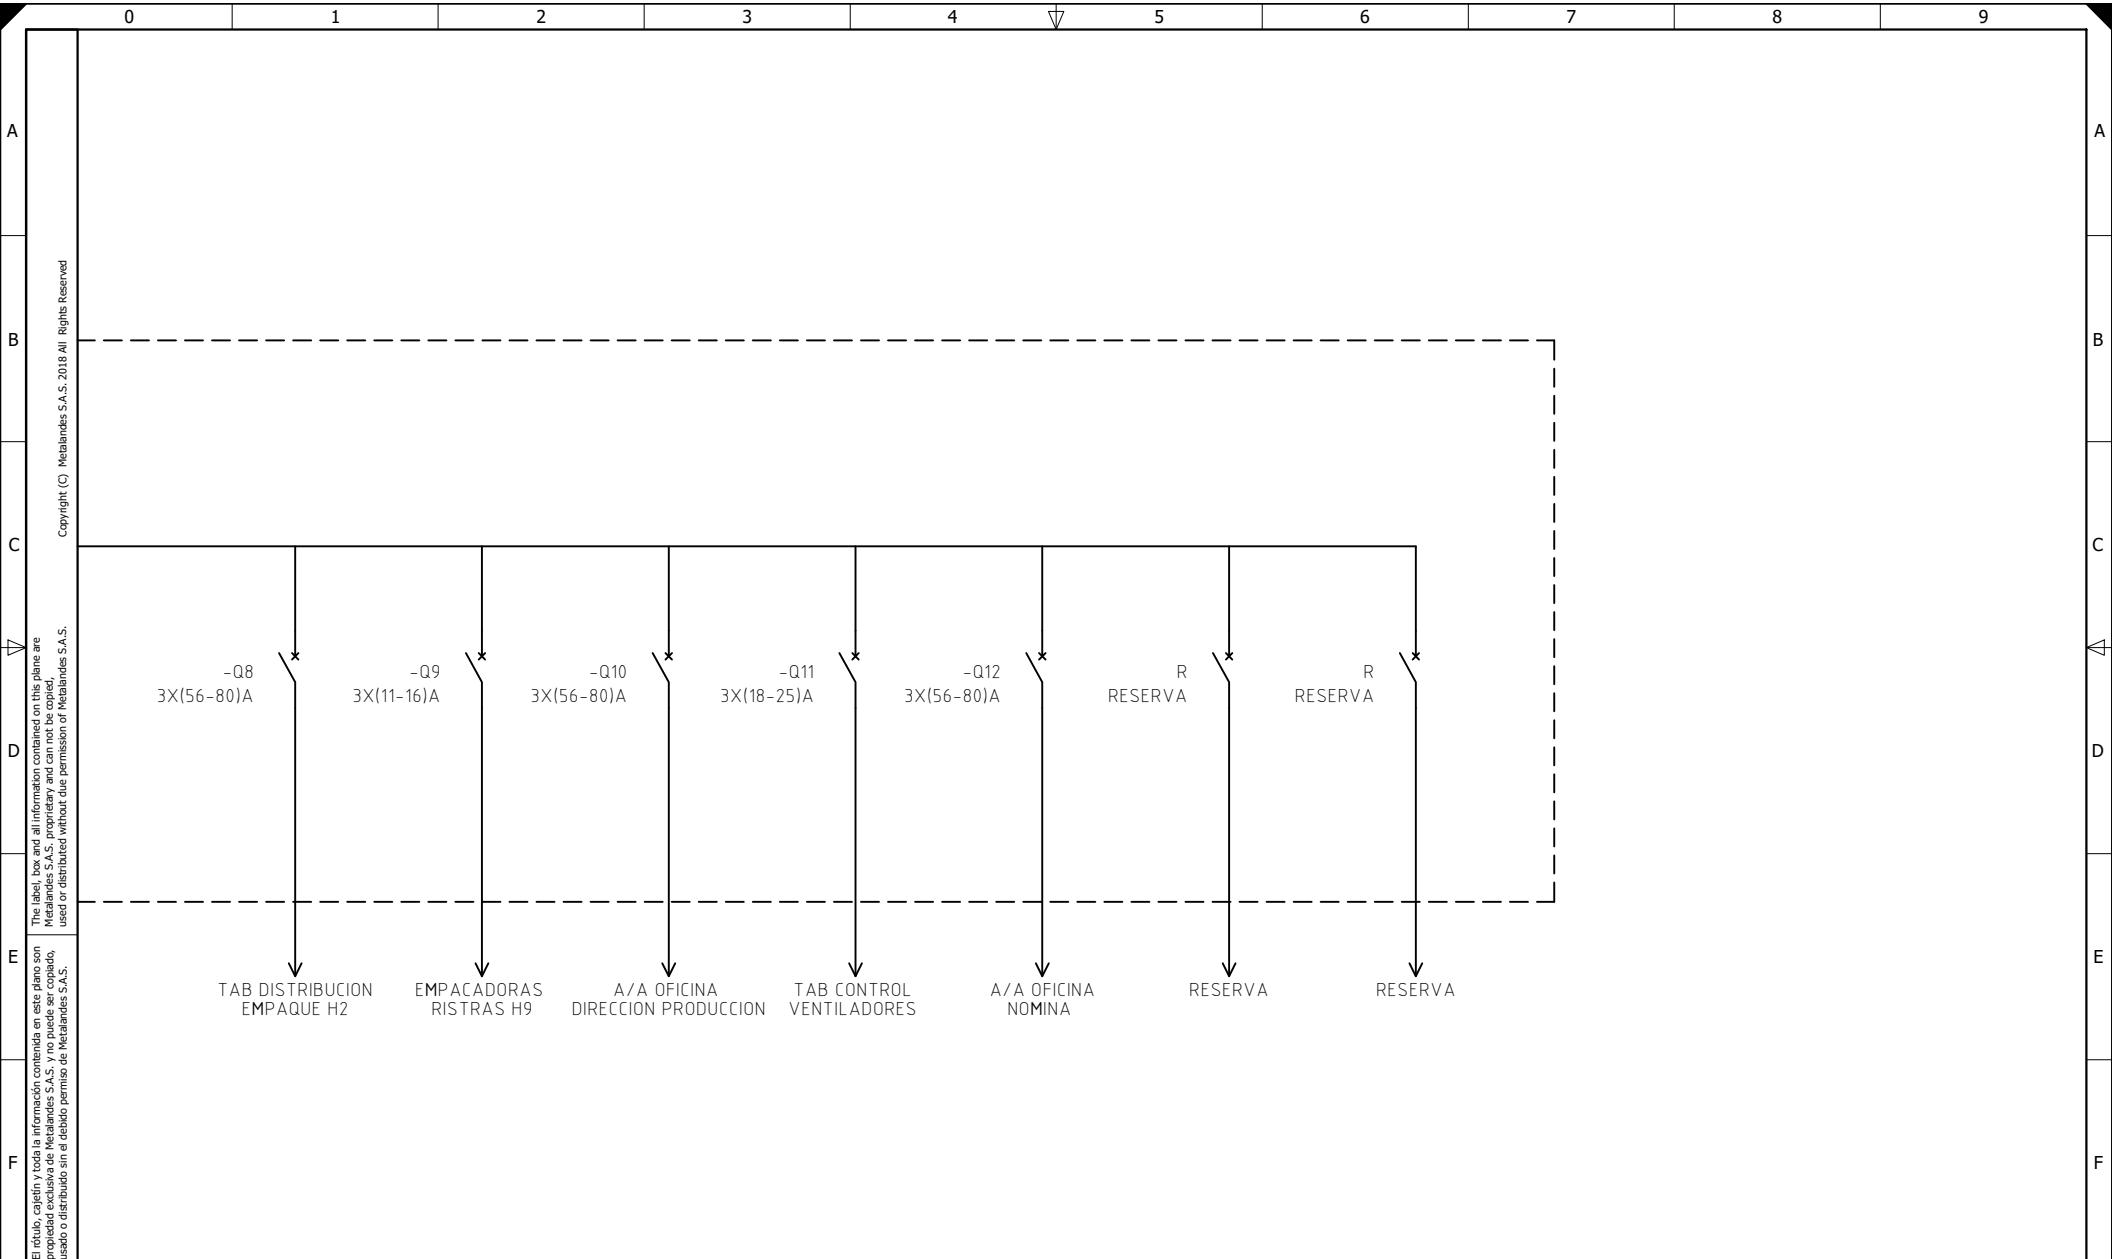 0 1 2 3 4 5 6 7 8 9
A A
B B
C C
D D
E E
F F
Copyright (C) Metalandes S.A.S. 2018 All Rights Reserved
The label, box and all information contained on this plane are
Metalandes S.A.S. proprietary and can not be copied,
used or distributed without due permission of Metalandes S.A.S.
El rótulo, cajetín y toda la información contenida en este plano son
propiedad exclusiva de Metalandes S.A.S. y no puede ser copiado,
usado o distribuido sin el debido permiso de Metalandes S.A.S.
-Q8
3X(56-80)A
-Q9
3X(11-16)A
-Q10
3X(56-80)A
-Q11
3X(18-25)A
-Q12
3X(56-80)A
R
RESERVA
R
RESERVA
TAB DISTRIBUCION
EMPAQUE H2
EMPACADORAS
RISTRAS H9
A/A OFICINA
DIRECCION PRODUCCION
TAB CONTROL
VENTILADORES
A/A OFICINA
NOMINA
RESERVA
RESERVA